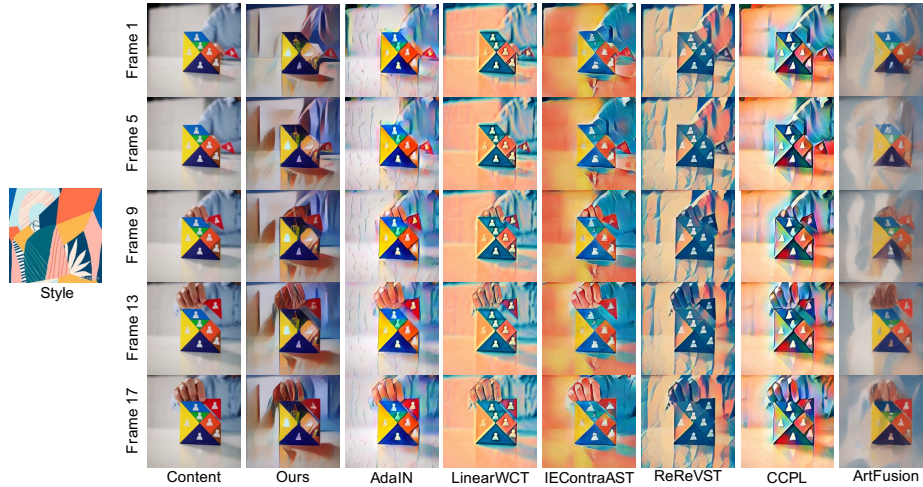 Frame 1
Frame 5
Frame 9
Frame 13
Frame 17
Style
Content Ours AdaIN LinearWCT IEContraAST ReReVST CCPL ArtFusion